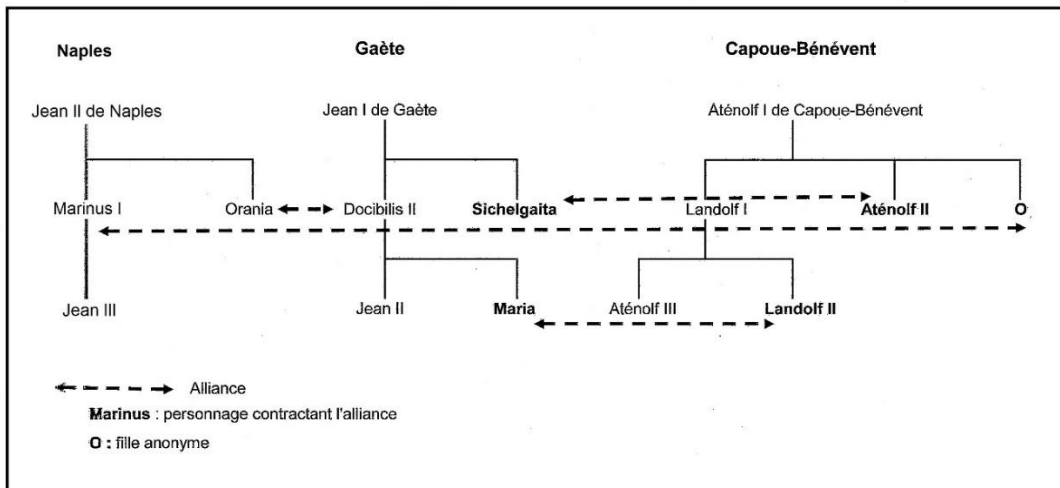 Naples Gaète Capoue-Bénévent
Jean II de Naples Jean I de Gaète Aténolf I de Capoue-Bénévent
Marinus I Orania Docibilis II Sichelgaita Landolf I Aténolf II O
Jean III Jean II Maria Aténolf III Landolf II
Alliance
Marinus : personnage contractant l'alliance
O : fille anonyme